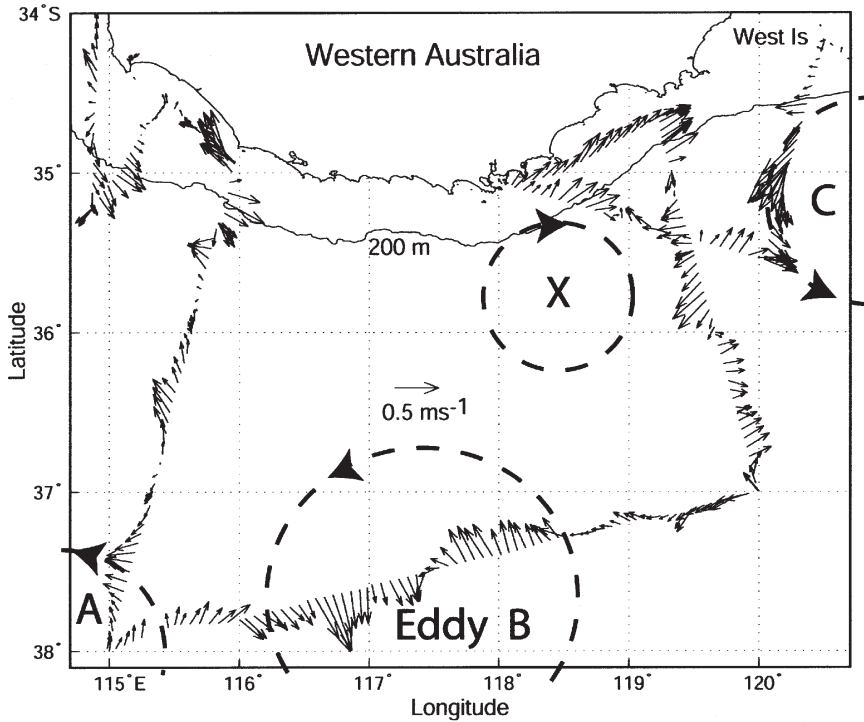 34°S
Western Australia
West Is
35°
C
200 m
X
36°
Latitude
0.5 ms-1
37°
A
Eddy B
38°
115°E 116° 117° 118° 119° 120°
Longitude